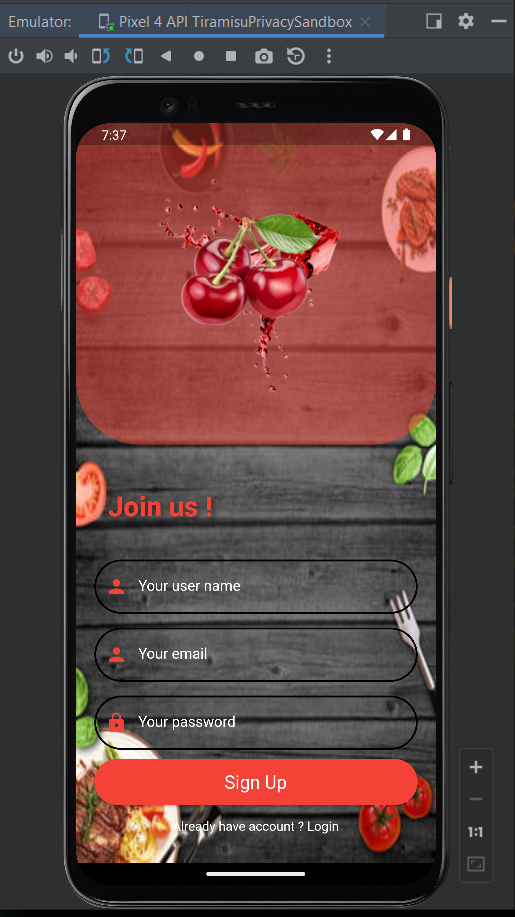 Emulator: Pixel 4 API TiramisuPrivacySandbox
7:37
Join us !
Your user name
Your email
Your password
Sign Up
Already have account ? Login
1:1